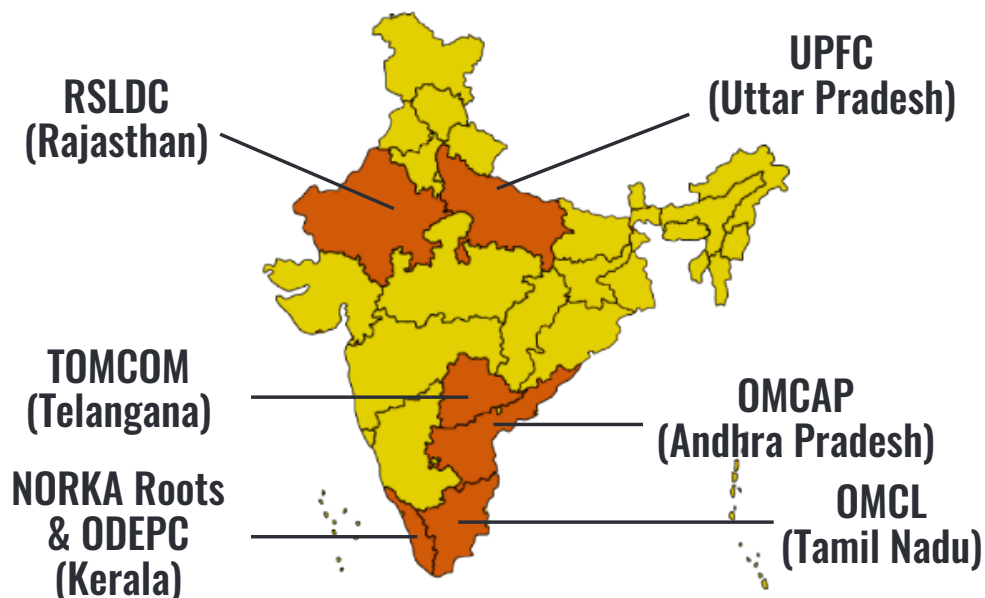 UPFC
(Uttar Pradesh)
RSLDC
(Rajasthan)
TOMCOM
(Telangana)
OMCAP
(Andhra Pradesh)
NORKA Roots
& ODEPC
(Kerala)
OMCL
(Tamil Nadu)